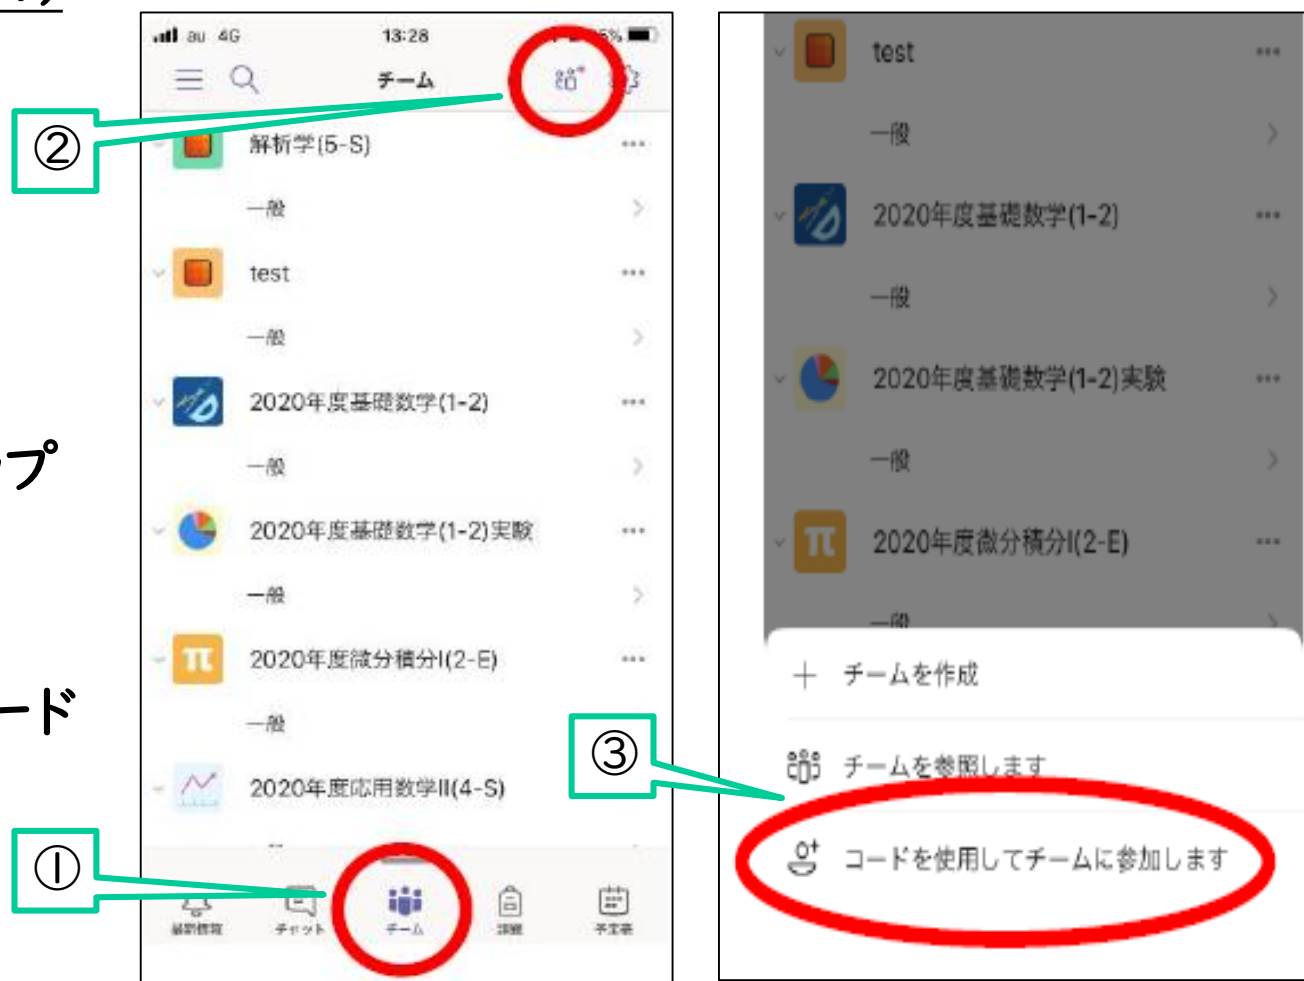 au 4G
13:28
チーム
②
解析学(5-S)
一般
test
一般
2020年度基礎数学(1-2)
一般
2020年度基礎数学(1-2)実験
一般
2020年度微分積分I(2-E)
一般
2020年度応用数学II(4-S)
①
最新情報
チャット
チーム
課題
予定表
プ
ード
test
一般
2020年度基礎数学(1-2)
一般
2020年度基礎数学(1-2)実験
一般
2020年度微分積分I(2-E)
一般
チームを作成
③
チームを参照します
コードを使用してチームに参加します